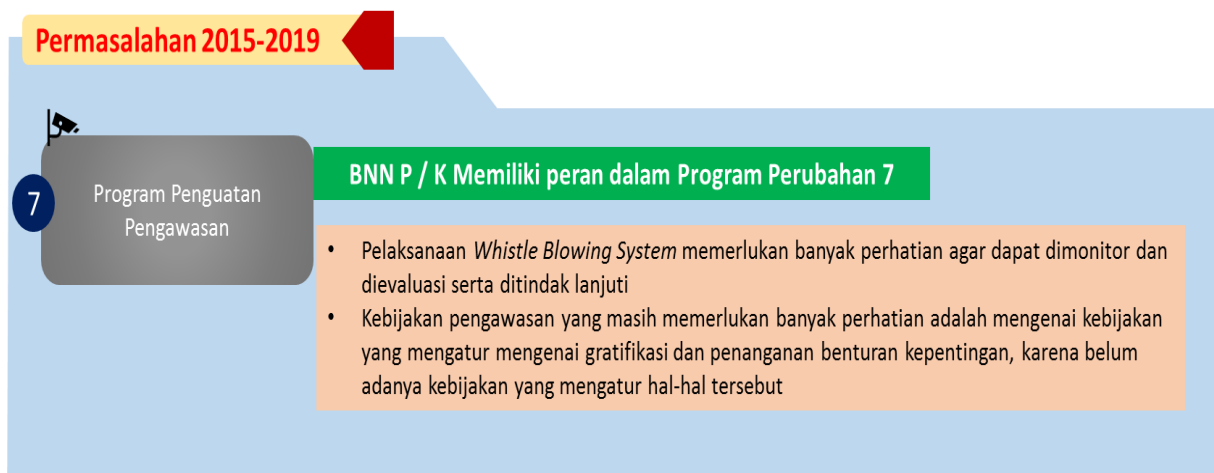 Permasalahan 2015-2019
7
Program Penguatan
Pengawasan
BNN P / K Memiliki peran dalam Program Perubahan 7
• Pelaksanaan Whistle Blowing System memerlukan banyak perhatian agar dapat dimonitor dan
dievaluasi serta ditindak lanjuti
• Kebijakan pengawasan yang masih memerlukan banyak perhatian adalah mengenai kebijakan
yang mengatur mengenai gratifikasi dan penanganan benturan kepentingan, karena belum
adanya kebijakan yang mengatur hal-hal tersebut